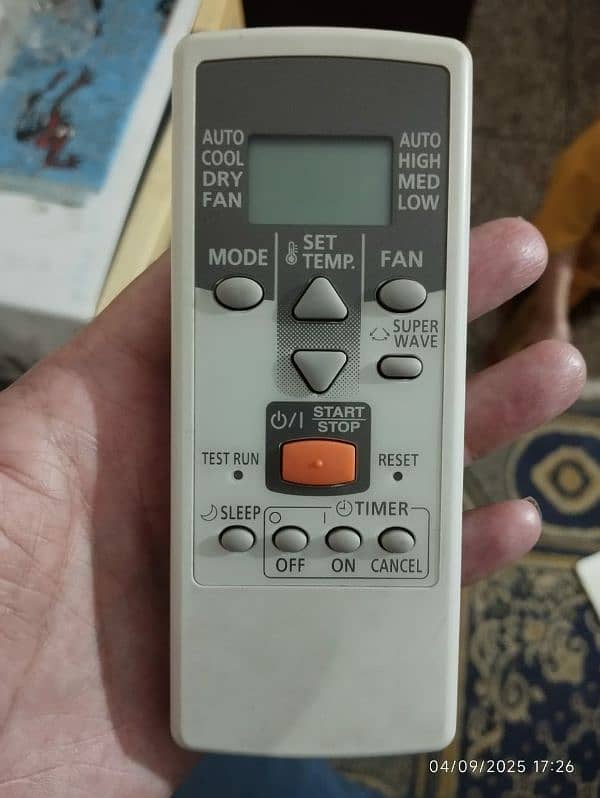 AUTO
COOL
DRY
FAN
AUTO
HIGH
MED
LOW
MODE
SET
TEMP.
FAN
SUPER
WAVE
⏻/I START
STOP
TEST RUN
RESET
SLEEP
TIMER
OFF ON CANCEL
04/09/2025 17:26